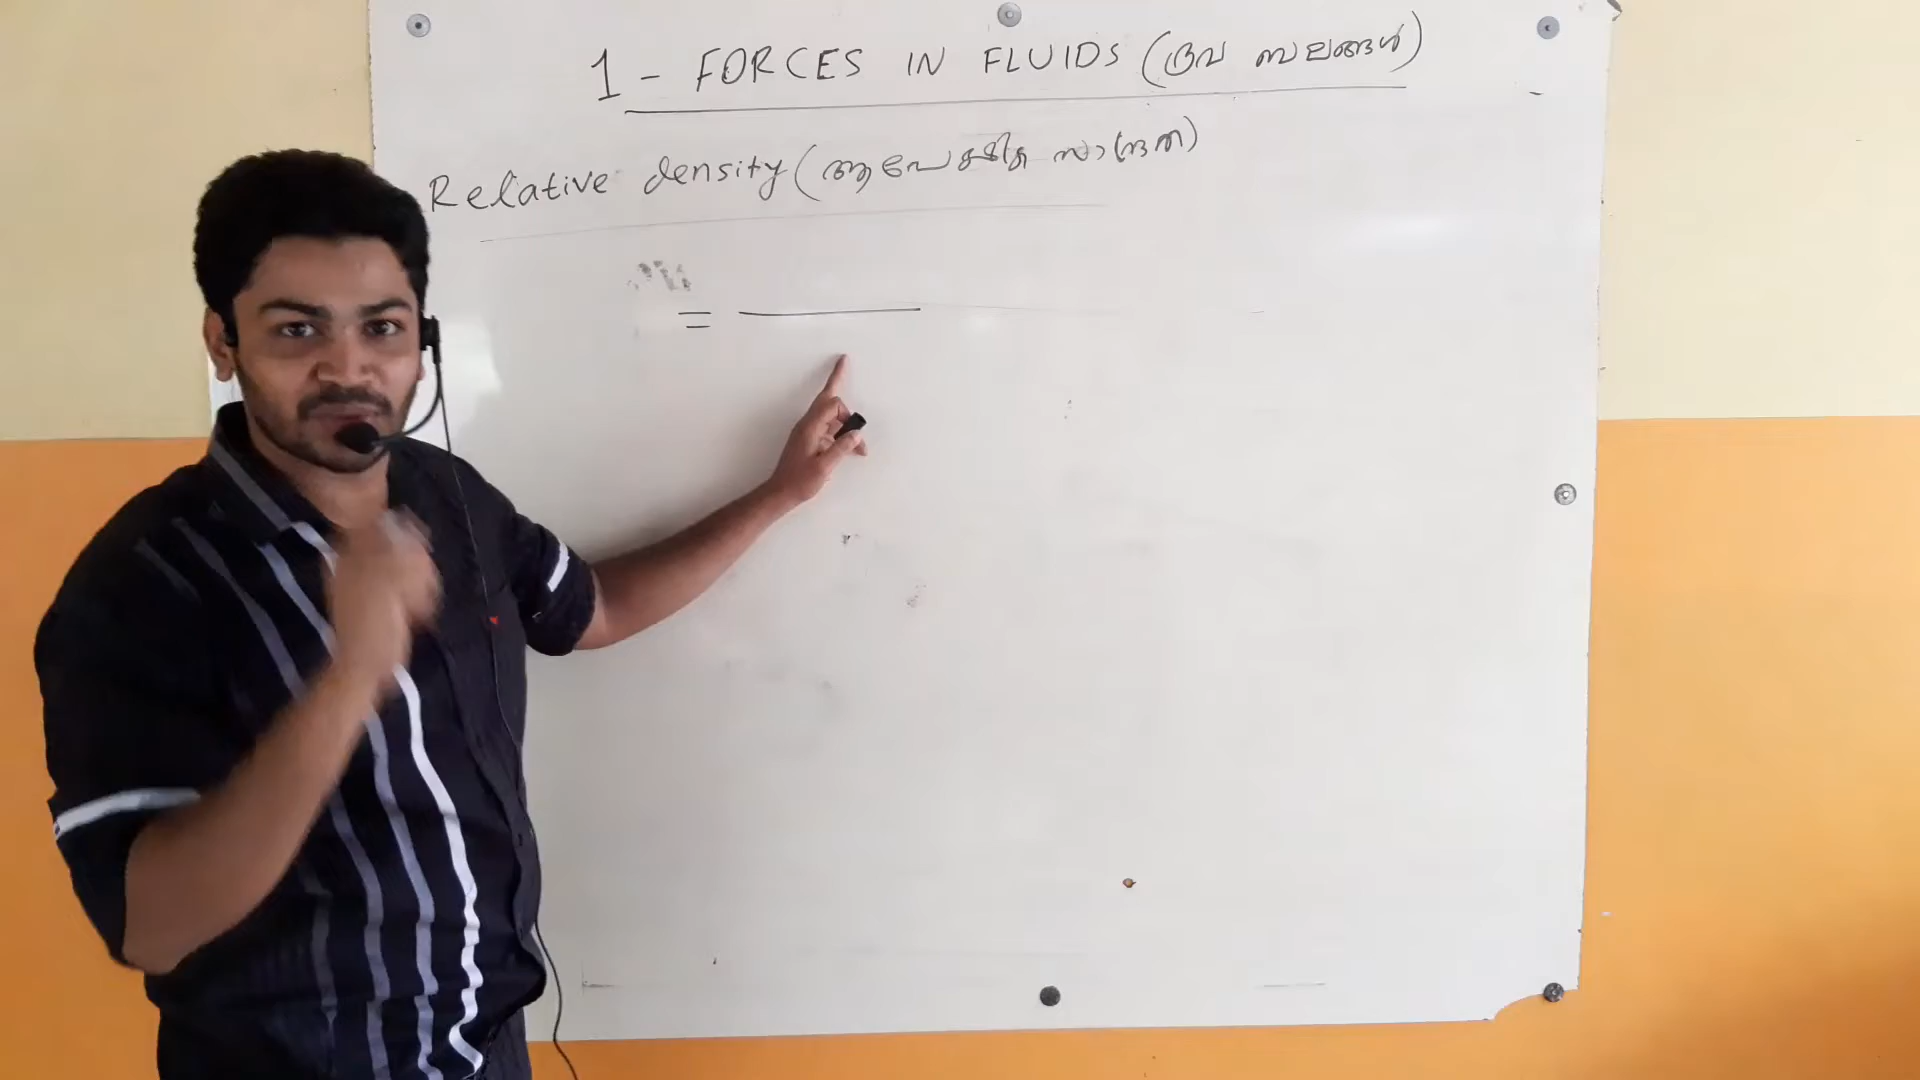 1 - FORCES IN FLUIDS (ദ്രവ ബലങ്ങൾ)
Relative density (ആപേക്ഷിക സാന്ദ്രത)
=